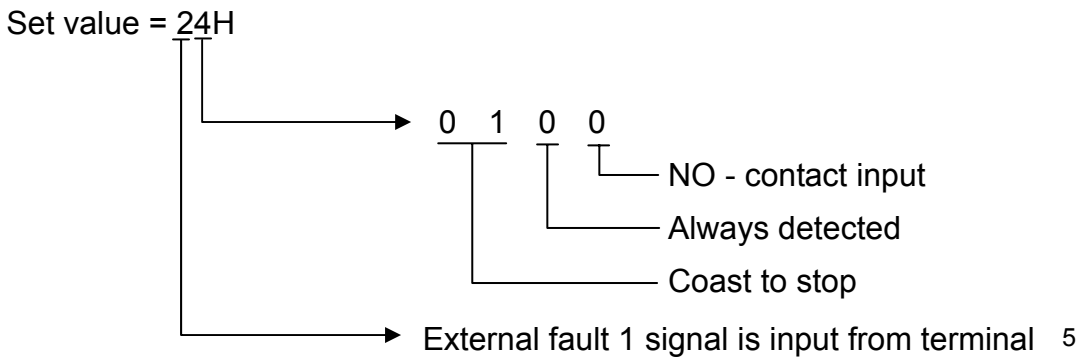 Set value = 24H
0 1 0 0
NO - contact input
Always detected
Coast to stop
External fault 1 signal is input from terminal 5